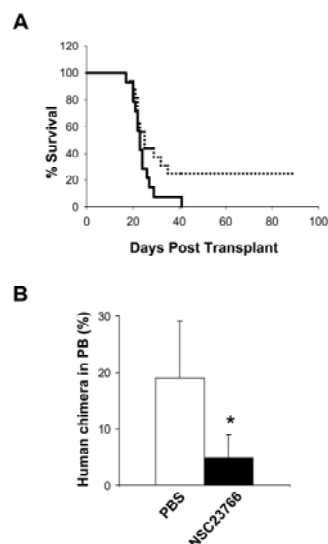 A
% Survival
120
100
80
60
40
20
0
0 20 40 60 80 100
Days Post Transplant
B
Human chimera in PB (%)
30
20
10
0
*
PBS
NSC23766